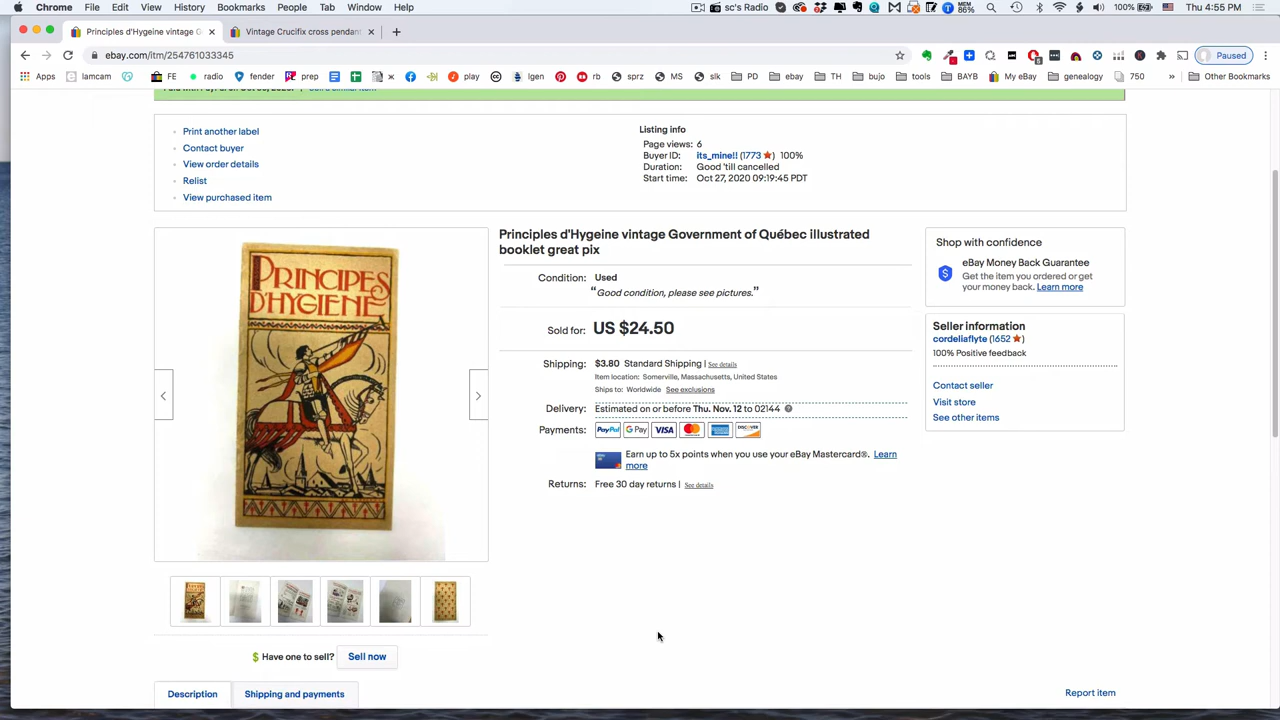 Chrome File Edit View History Bookmarks People Tab Window Help sc's Radio 86% MEM 100% Thu 4:55 PM
Principles d'Hygeine vintage G Vintage Crucifix cross pendan
ebay.com/itm/254761033345 Paused
Apps Iamcam FE radio fender prep play igen rb sprz MS slk PD ebay TH bujo tools BAYB My eBay genealogy 750 » Other Bookmarks
Print another label
Contact buyer
View order details
Relist
View purchased item
Listing info
Page views: 6
Buyer ID: its_mine!! (1773 ) 100%
Duration: Good 'till cancelled
Start time: Oct 27, 2020 09:19:45 PDT
PRINCIPES
D'HYGIENE
Principles d'Hygeine vintage Government of Québec illustrated
booklet great pix
Condition: Used
“Good condition, please see pictures.”
Sold for: US $24.50
Shipping: $3.80 Standard Shipping | See details
Item location: Somerville, Massachusetts, United States
Ships to: Worldwide See exclusions
Delivery: Estimated on or before Thu. Nov. 12 to 02144
Payments: PayPal G Pay VISA DISCOVER
Earn up to 5x points when you use your eBay Mastercard®. Learn
more
Returns: Free 30 day returns | See details
Shop with confidence
eBay Money Back Guarantee
Get the item you ordered or get
your money back. Learn more
Seller information
cordeliaflyte (1652 )
100% Positive feedback
Contact seller
Visit store
See other items
Have one to sell? Sell now
Description Shipping and payments Report item